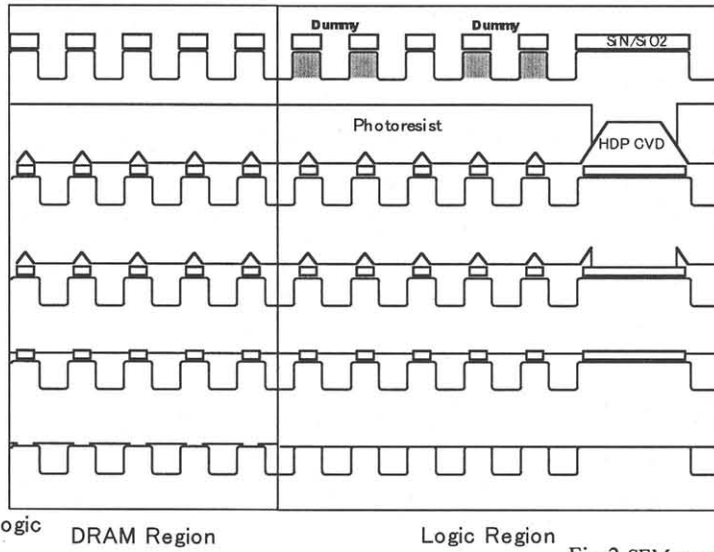 Dummy Dummy
SiN/SiO2
Photoresist
HDP CVD
ogic DRAM Region Logic Region
Fig.2 SEM